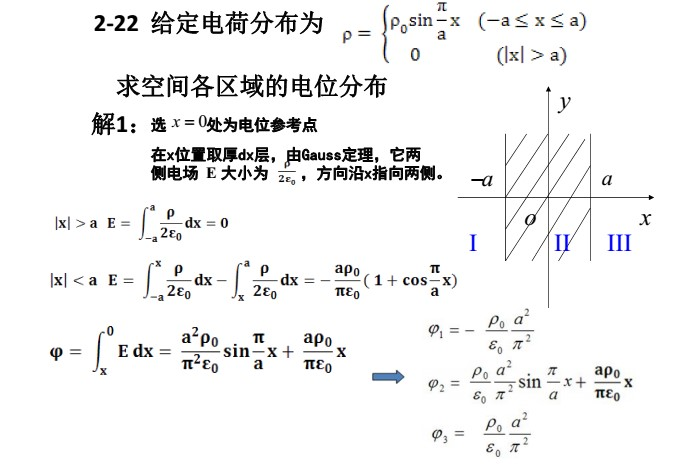 2-22 给定电荷分布为 ρ = { ρ₀sin π/a x (−a ≤ x ≤ a)
0 (|x| > a)
求空间各区域的电位分布
解1：选 x = 0处为电位参考点
在x位置取厚dx层，由Gauss定理，它两
侧电场 E 大小为 ρ/2ε₀ ，方向沿x指向两侧。
|x| > a E = ∫₋ₐᵃ ρ/2ε₀ dx = 0
|x| < a E = ∫₋ₐˣ ρ/2ε₀ dx − ∫ₓᵃ ρ/2ε₀ dx = − aρ₀/πε₀ ( 1 + cos π/a x)
φ = ∫ₓ⁰ E dx = a²ρ₀/π²ε₀ sin π/a x + aρ₀/πε₀ x
y
−a
a
o
x
I
II
III
φ₁ = − ρ₀/ε₀ a²/π²
φ₂ = ρ₀/ε₀ a²/π² sin π/a x + aρ₀/πε₀ x
φ₃ = ρ₀/ε₀ a²/π²